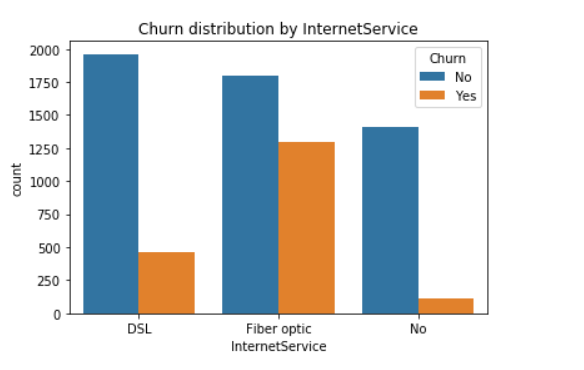 Churn distribution by InternetService
Churn
No
Yes
2000
1750
1500
1250
1000
750
500
250
0
count
DSL
Fiber optic
No
InternetService